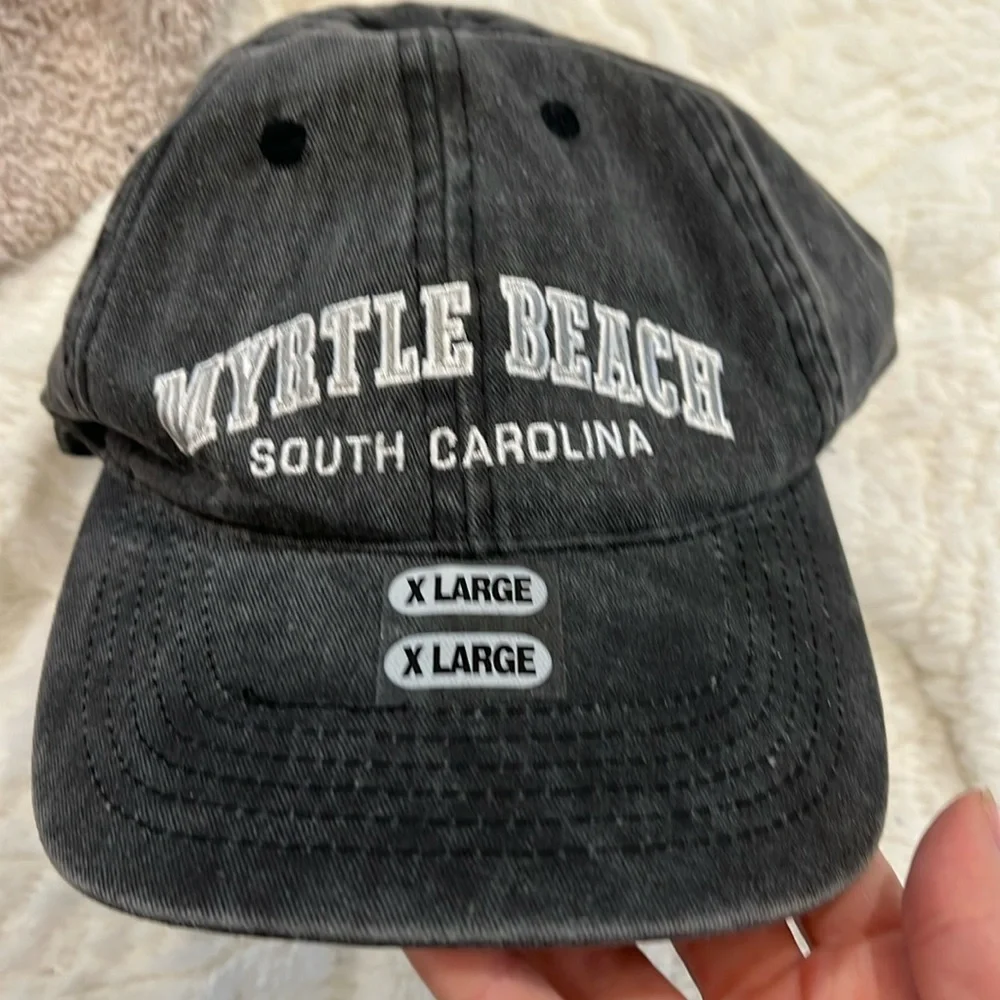 MYRTLE BEACH
SOUTH CAROLINA
X LARGE
X LARGE